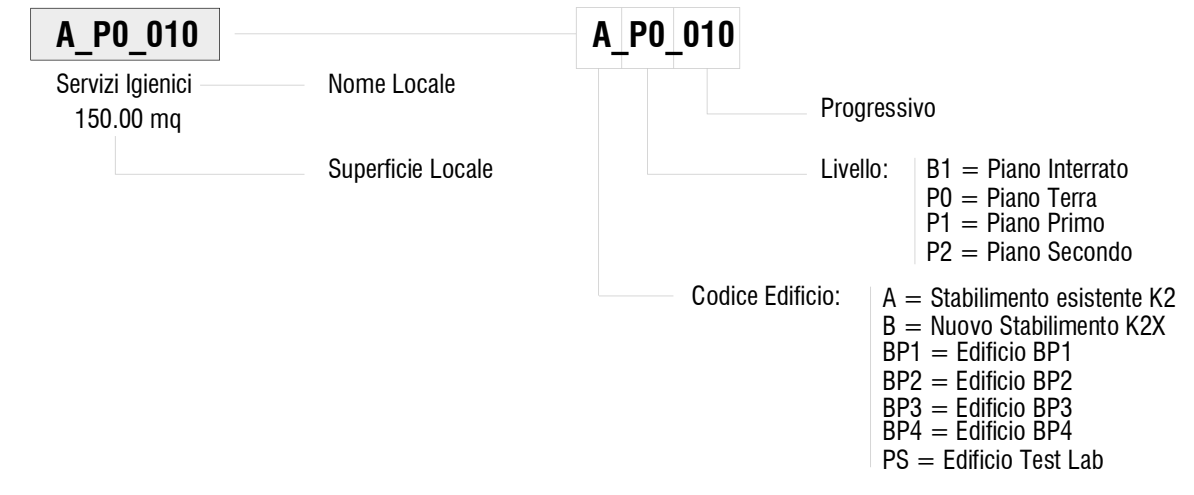 A_P0_010
A_P0_010
Servizi Igienici
Nome Locale
150.00 mq
Superficie Locale
Progressivo
Livello:
B1 = Piano Interrato
P0 = Piano Terra
P1 = Piano Primo
P2 = Piano Secondo
Codice Edificio:
A = Stabilimento esistente K2
B = Nuovo Stabilimento K2X
BP1 = Edificio BP1
BP2 = Edificio BP2
BP3 = Edificio BP3
BP4 = Edificio BP4
PS = Edificio Test Lab